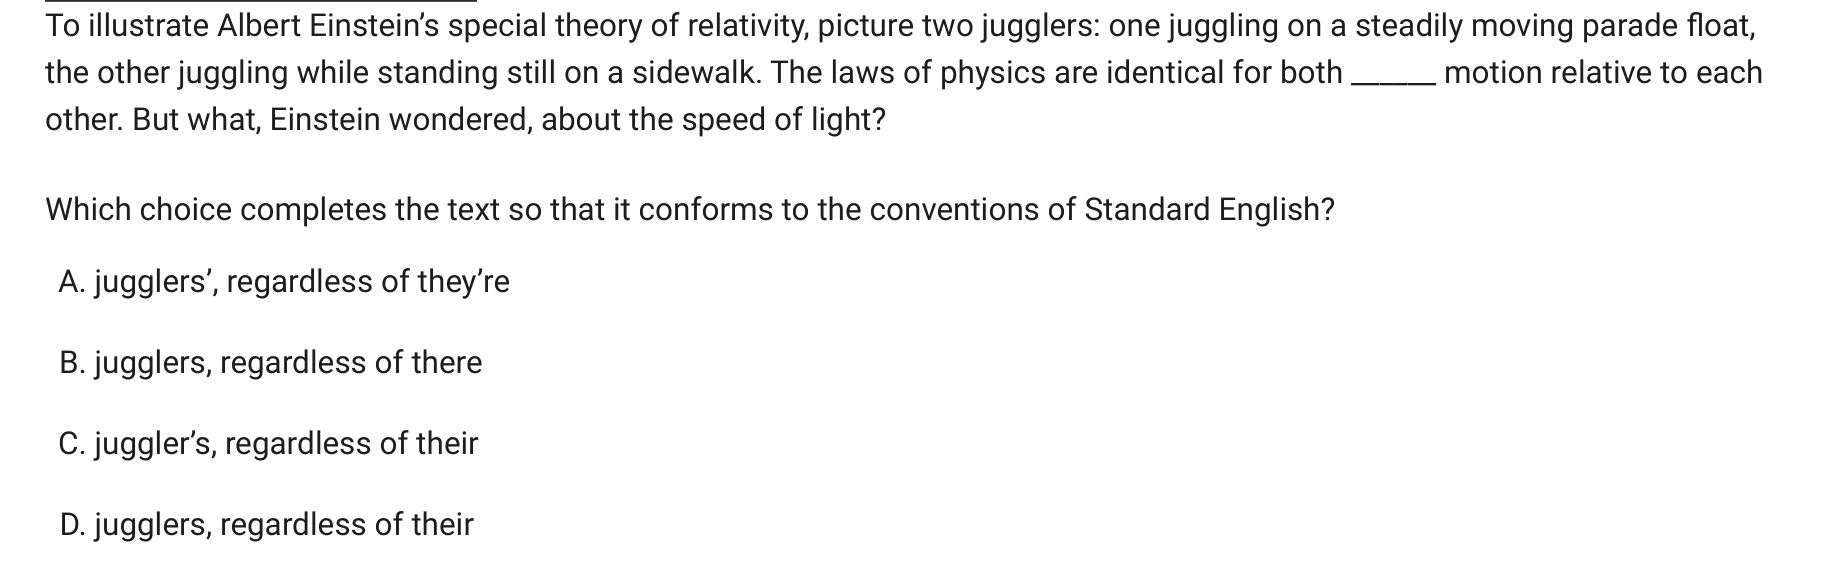 To illustrate Albert Einstein’s special theory of relativity, picture two jugglers: one juggling on a steadily moving parade float,
the other juggling while standing still on a sidewalk. The laws of physics are identical for both ______ motion relative to each
other. But what, Einstein wondered, about the speed of light?
Which choice completes the text so that it conforms to the conventions of Standard English?
A. jugglers’, regardless of they’re
B. jugglers, regardless of there
C. juggler’s, regardless of their
D. jugglers, regardless of their